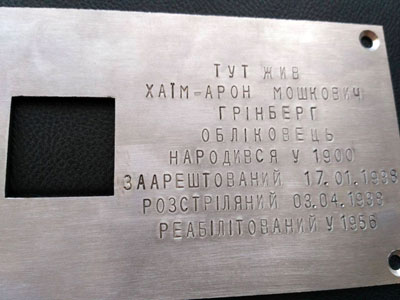 ТУТ ЖИВ
ХАЇМ-АРОН МОШКОВИЧ
ГРІНБЕРГ
ОБЛІКОВЕЦЬ
НАРОДИВСЯ У 1900
ЗААРЕШТОВАНИЙ 17.01.1938
РОЗСТРІЛЯНИЙ 03.04.1938
РЕАБІЛІТОВАНИЙ У 1956